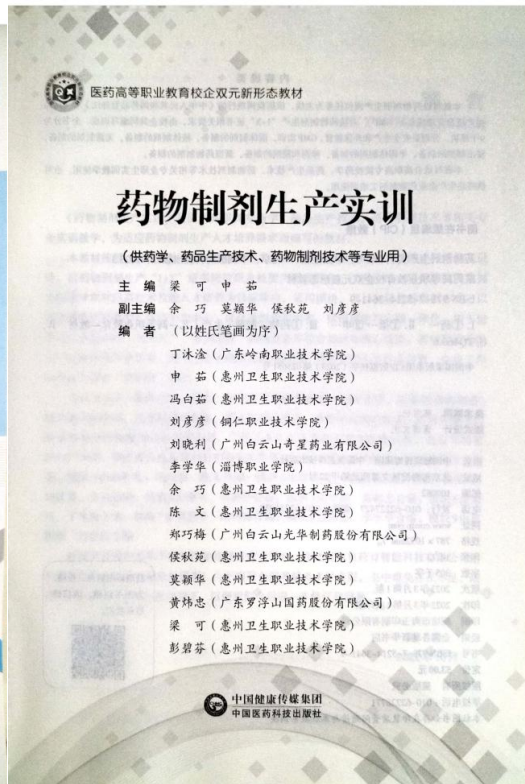 医药高等职业教育校企双元新形态教材
药物制剂生产实训
（供药学、药品生产技术、药物制剂技术等专业用）
主 编 梁 可 申 茹
副主编 余 巧 莫颖华 侯秋苑 刘彦彦
编 者 （以姓氏笔画为序）
丁冰淦（广东岭南职业技术学院）
申 茹（惠州卫生职业技术学院）
冯白茹（惠州卫生职业技术学院）
刘彦彦（铜仁职业技术学院）
刘晓利（广州白云山奇星药业有限公司）
李学华（淄博职业学院）
余 巧（惠州卫生职业技术学院）
陈 文（惠州卫生职业技术学院）
郑巧梅（广州白云山光华制药股份有限公司）
侯秋苑（惠州卫生职业技术学院）
莫颖华（惠州卫生职业技术学院）
黄炜忠（广东罗浮山国药股份有限公司）
梁 可（惠州卫生职业技术学院）
彭碧芬（惠州卫生职业技术学院）
中国健康传媒集团
中国医药科技出版社